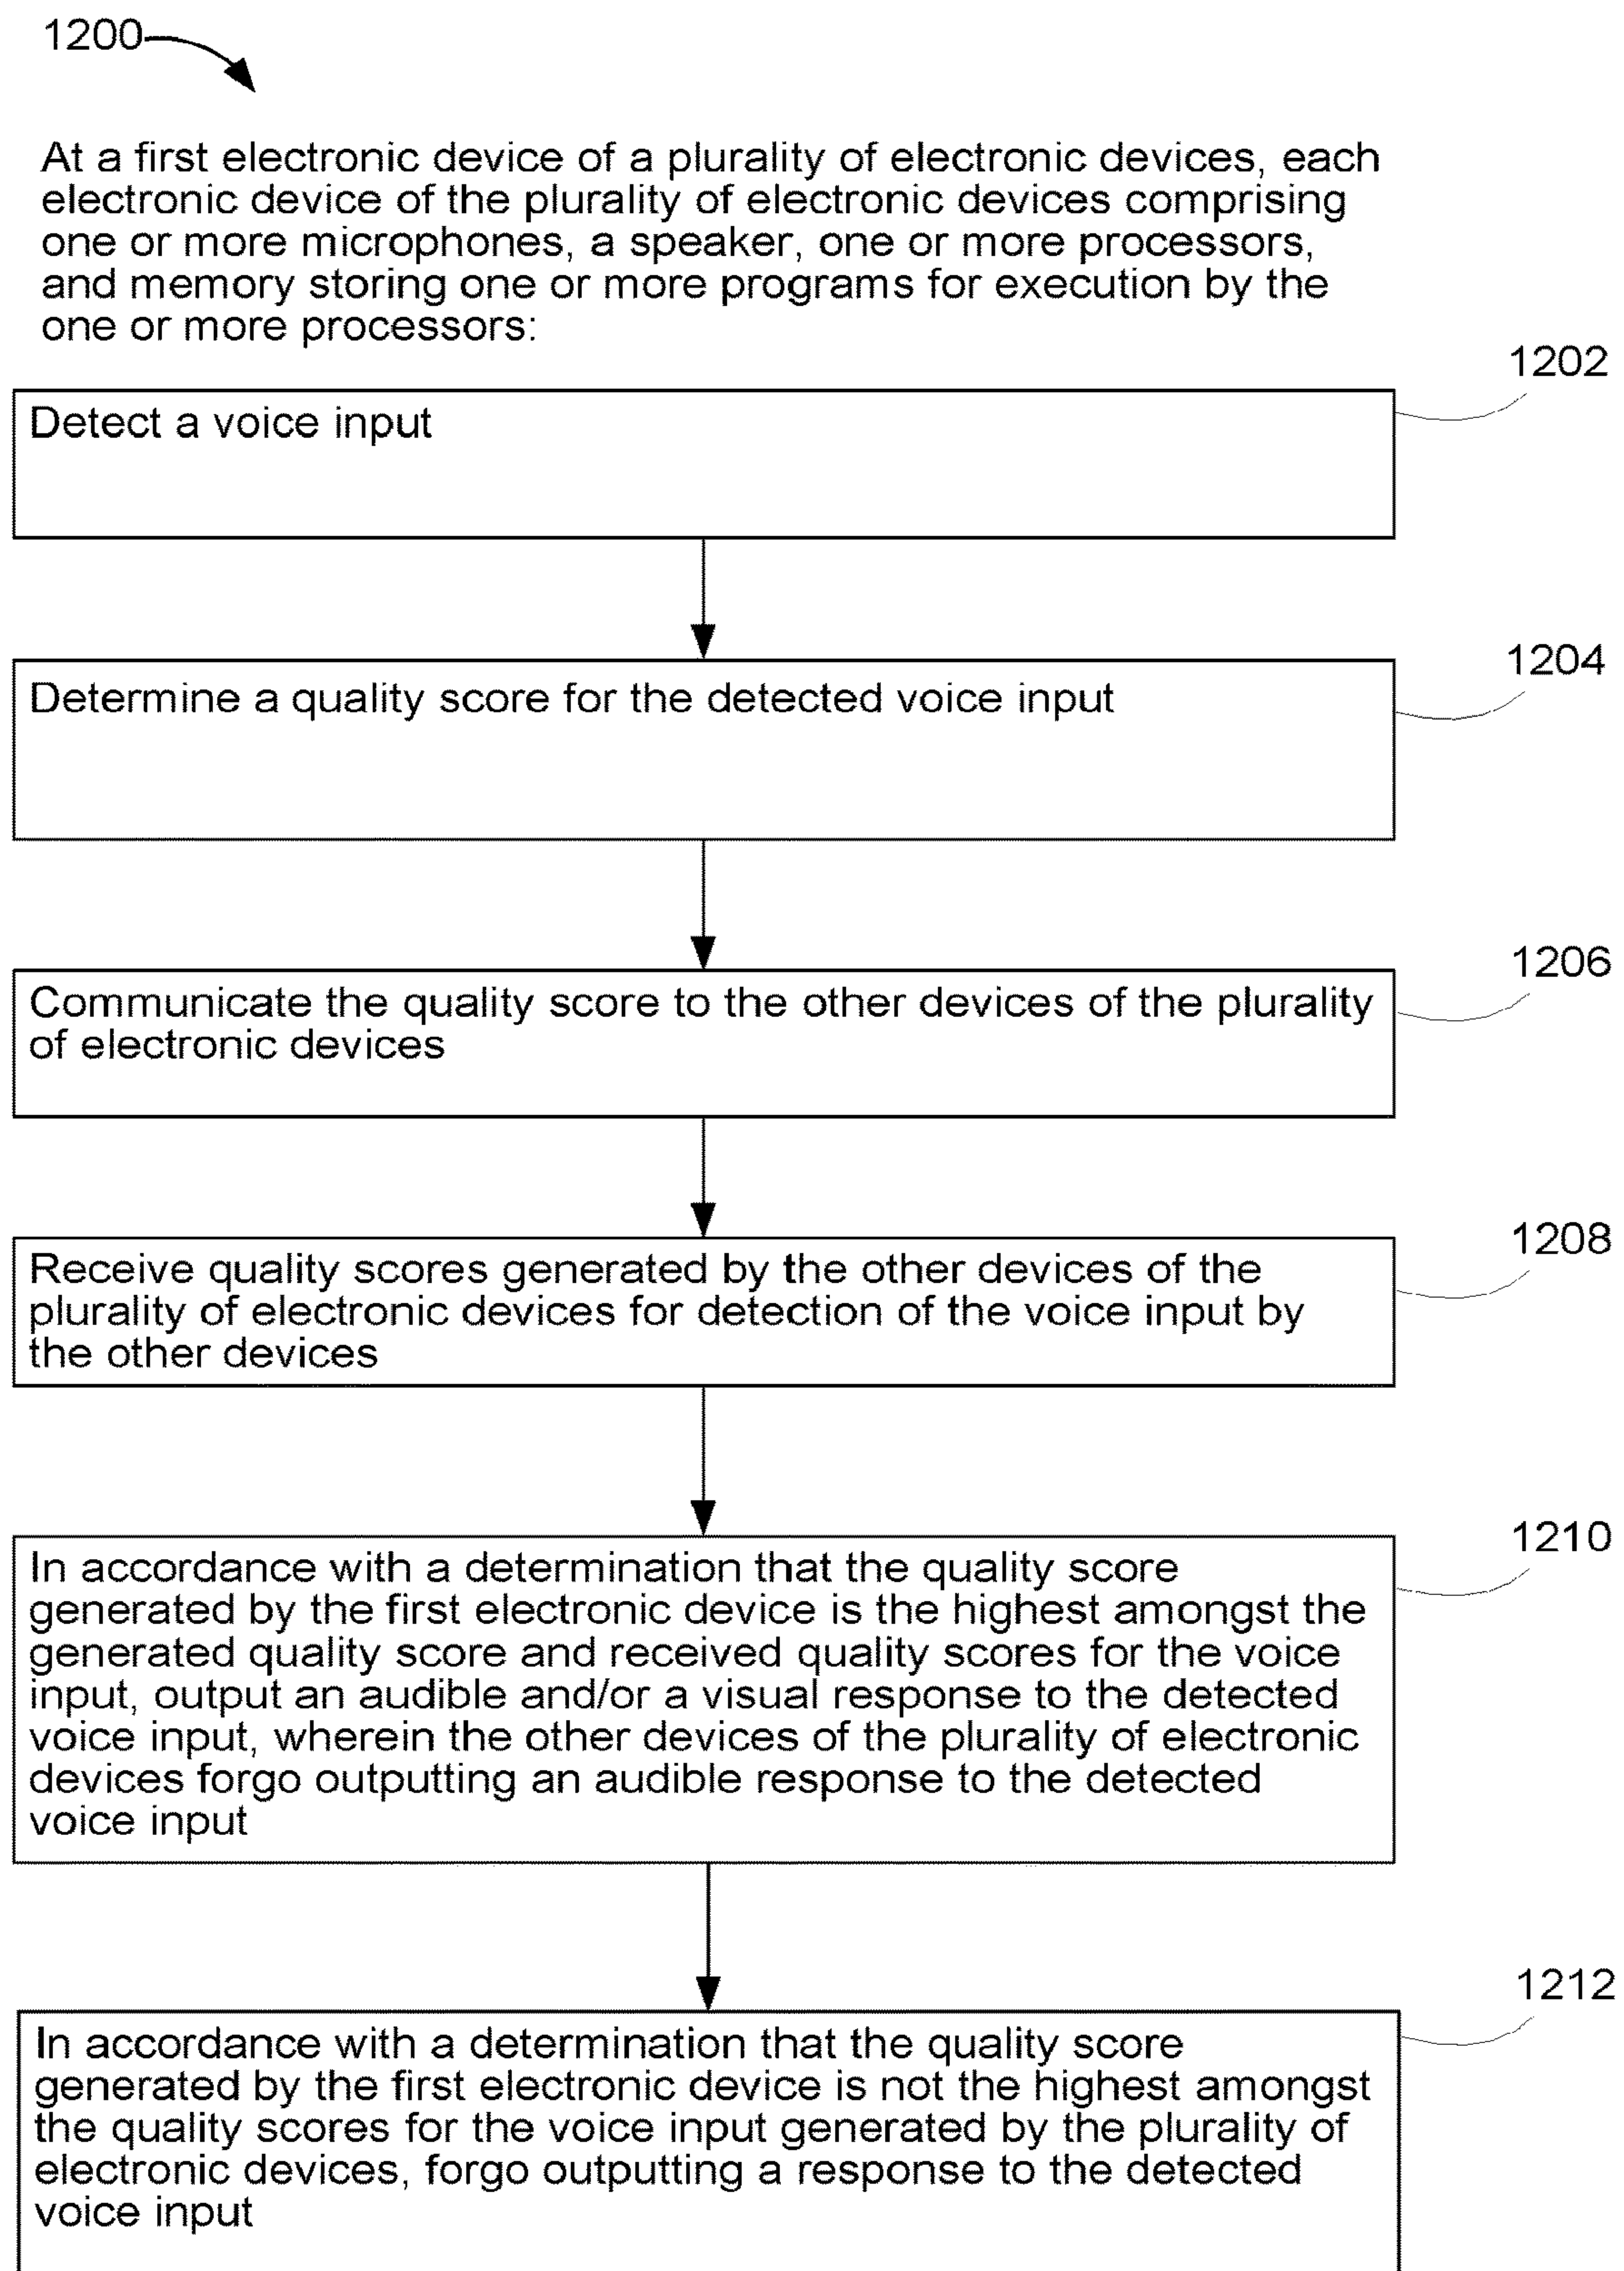 1200
At a first electronic device of a plurality of electronic devices, each
electronic device of the plurality of electronic devices comprising
one or more microphones, a speaker, one or more processors,
and memory storing one or more programs for execution by the
one or more processors:
1202
Detect a voice input
1204
Determine a quality score for the detected voice input
1206
Communicate the quality score to the other devices of the plurality
of electronic devices
1208
Receive quality scores generated by the other devices of the
plurality of electronic devices for detection of the voice input by
the other devices
1210
In accordance with a determination that the quality score
generated by the first electronic device is the highest amongst the
generated quality score and received quality scores for the voice
input, output an audible and/or a visual response to the detected
voice input, wherein the other devices of the plurality of electronic
devices forgo outputting an audible response to the detected
voice input
1212
In accordance with a determination that the quality score
generated by the first electronic device is not the highest amongst
the quality scores for the voice input generated by the plurality of
electronic devices, forgo outputting a response to the detected
voice input